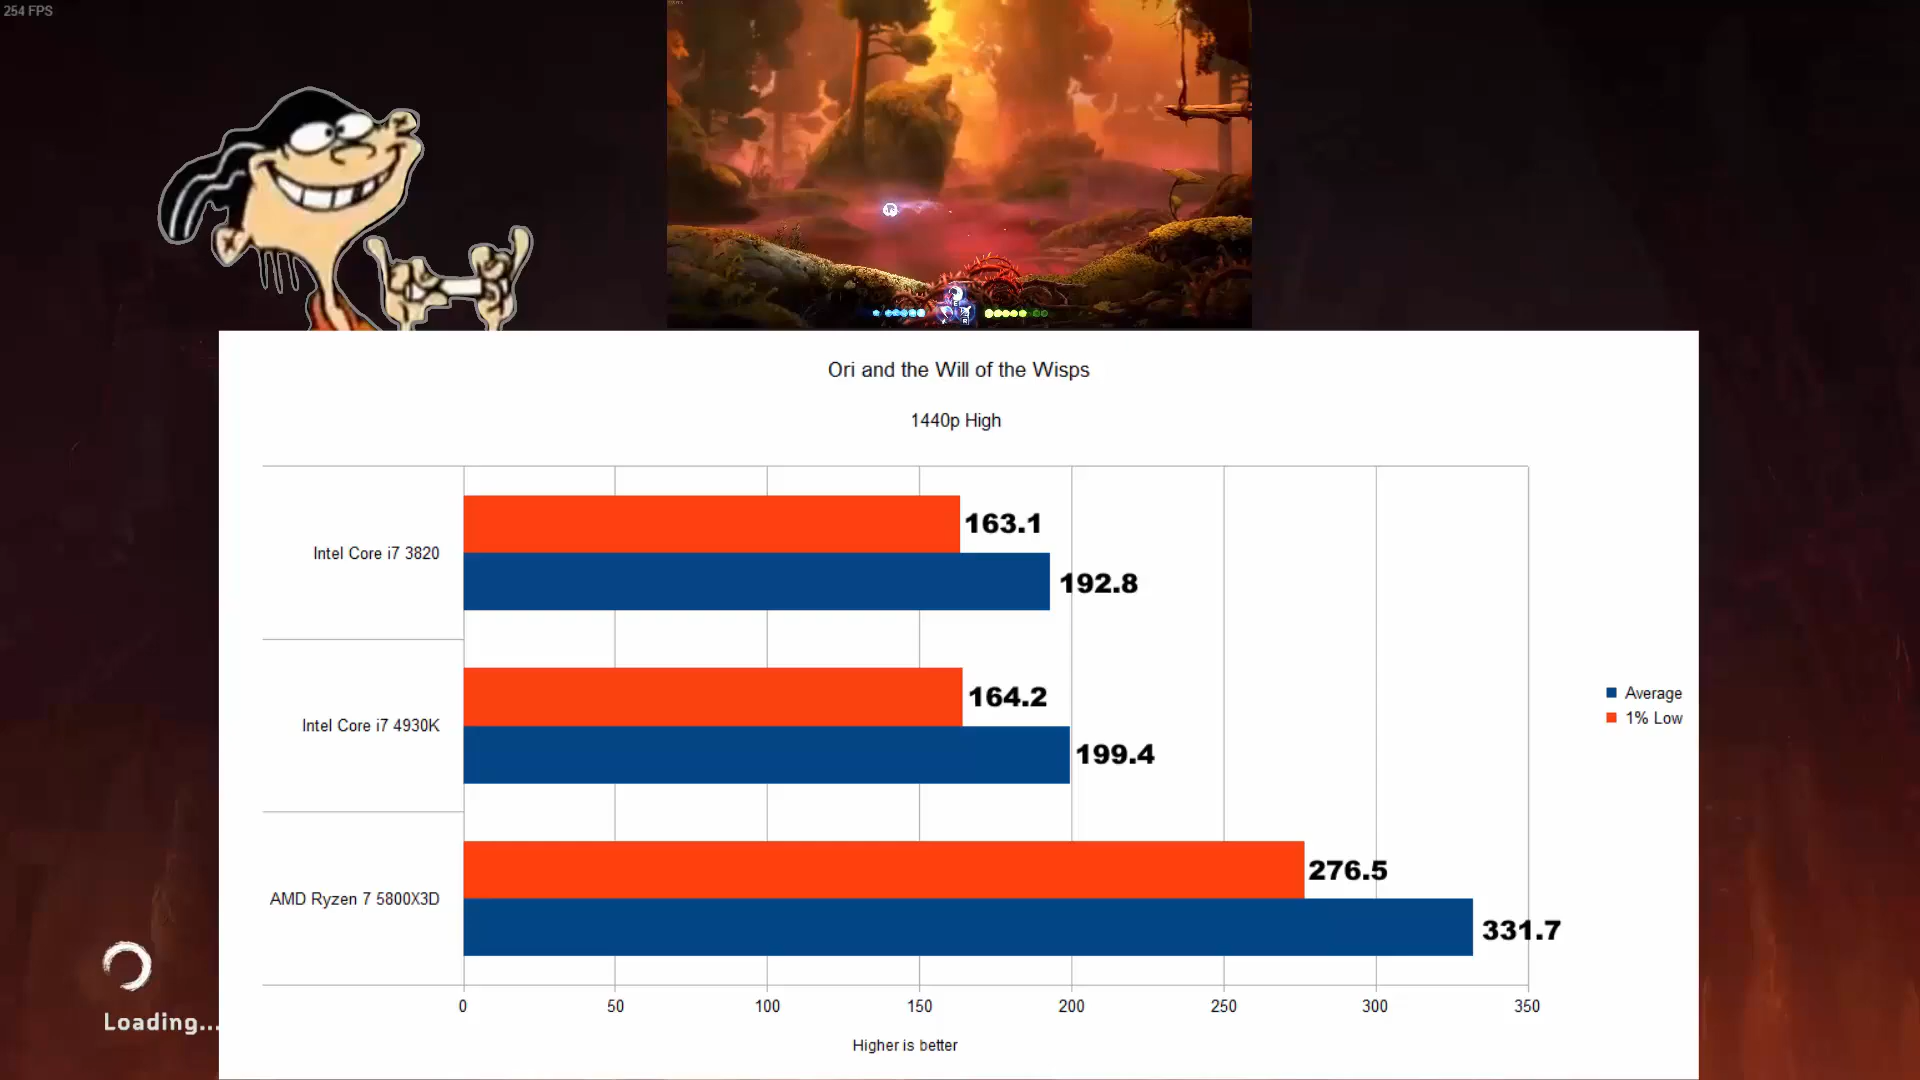 254 FPS
Ori and the Will of the Wisps
1440p High
Intel Core i7 3820
163.1
192.8
Intel Core i7 4930K
164.2
199.4
Average
1% Low
AMD Ryzen 7 5800X3D
276.5
331.7
0 50 100 150 200 250 300 350
Loading...
Higher is better